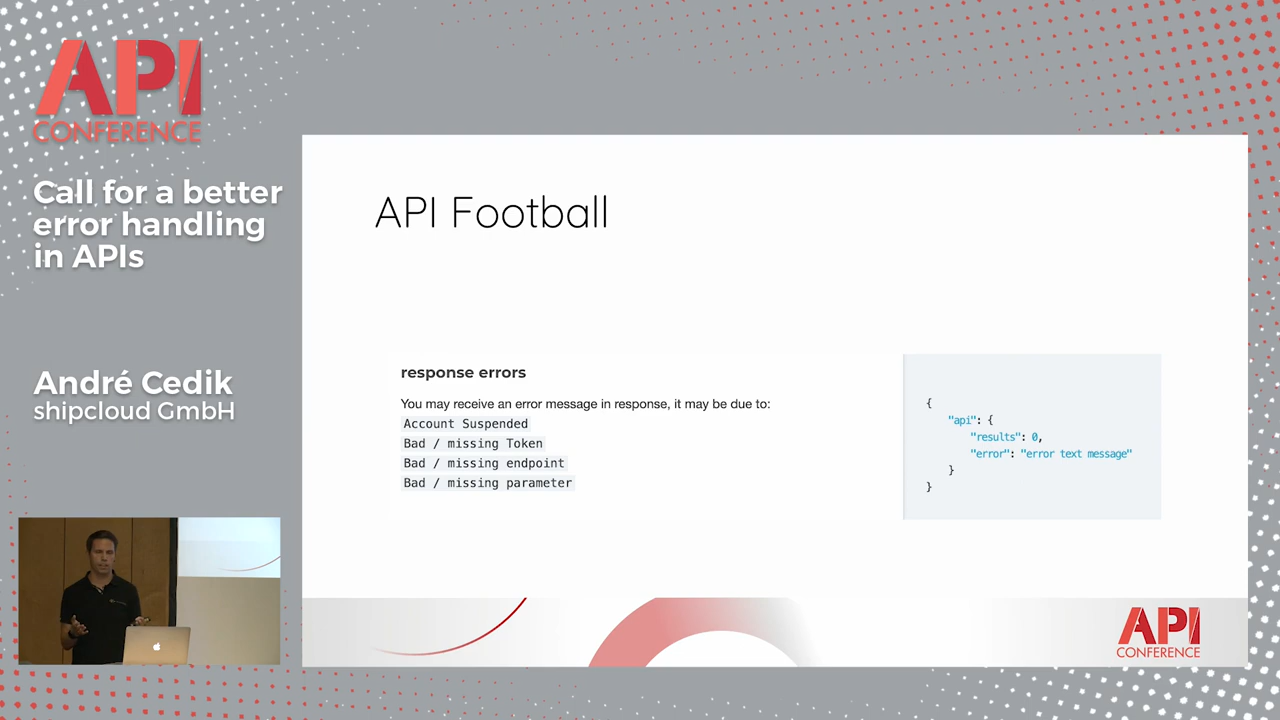 API
CONFERENCE
Call for a better
error handling
in APIs
André Cedik
shipcloud GmbH
API Football
response errors
You may receive an error message in response, it may be due to:
Account Suspended
Bad / missing Token
Bad / missing endpoint
Bad / missing parameter
{
"api": {
"results": 0,
"error": "error text message"
}
}
API
CONFERENCE